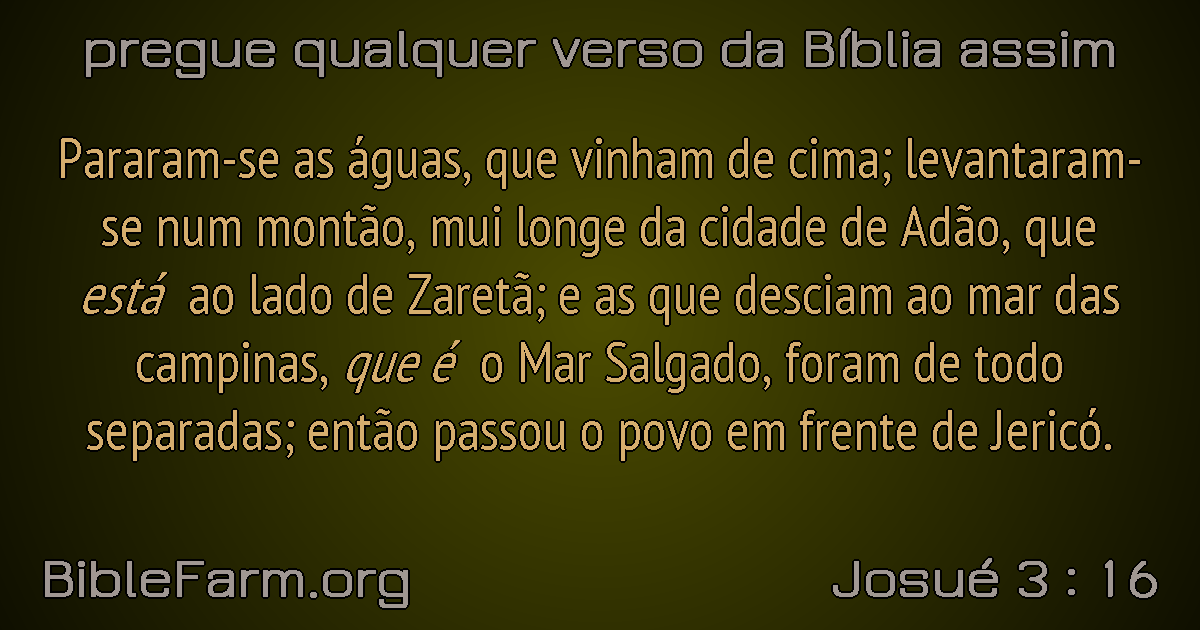 pregue qualquer verso da Bíblia assim
Pararam-se as águas, que vinham de cima; levantaram-
se num montão, mui longe da cidade de Adão, que
está ao lado de Zaretã; e as que desciam ao mar das
campinas, que é o Mar Salgado, foram de todo
separadas; então passou o povo em frente de Jericó.
BibleFarm.org
Josué 3 : 16